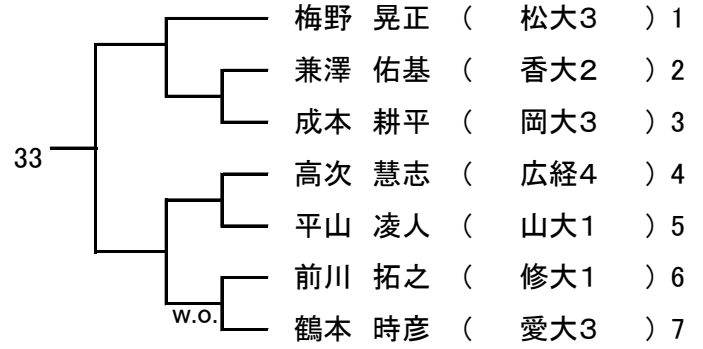 梅野 晃正 ( 松大3 ) 1
兼澤 佑基 ( 香大2 ) 2
成本 耕平 ( 岡大3 ) 3
33
高次 慧志 ( 広経4 ) 4
平山 凌人 ( 山大1 ) 5
前川 拓之 ( 修大1 ) 6
w.o.
鶴本 時彦 ( 愛大3 ) 7